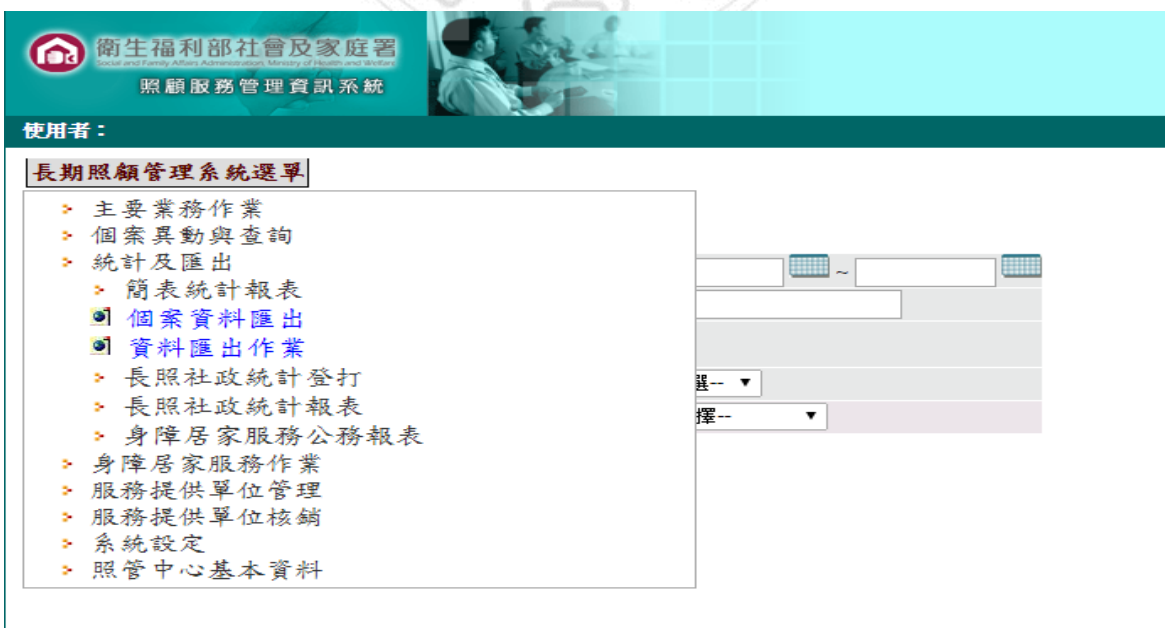 衛生福利部社會及家庭署
Social and Family Affairs Administration, Ministry of Health and Welfare
照顧服務管理資訊系統
使用者：
長期照顧管理系統選單
主要業務作業
個案異動與查詢
統計及匯出
~
簡表統計報表
個案資料匯出
資料匯出作業
長照社政統計登打
選-- ▼
長照社政統計報表
擇-- ▼
身障居家服務公務報表
身障居家服務作業
服務提供單位管理
服務提供單位核銷
系統設定
照管中心基本資料